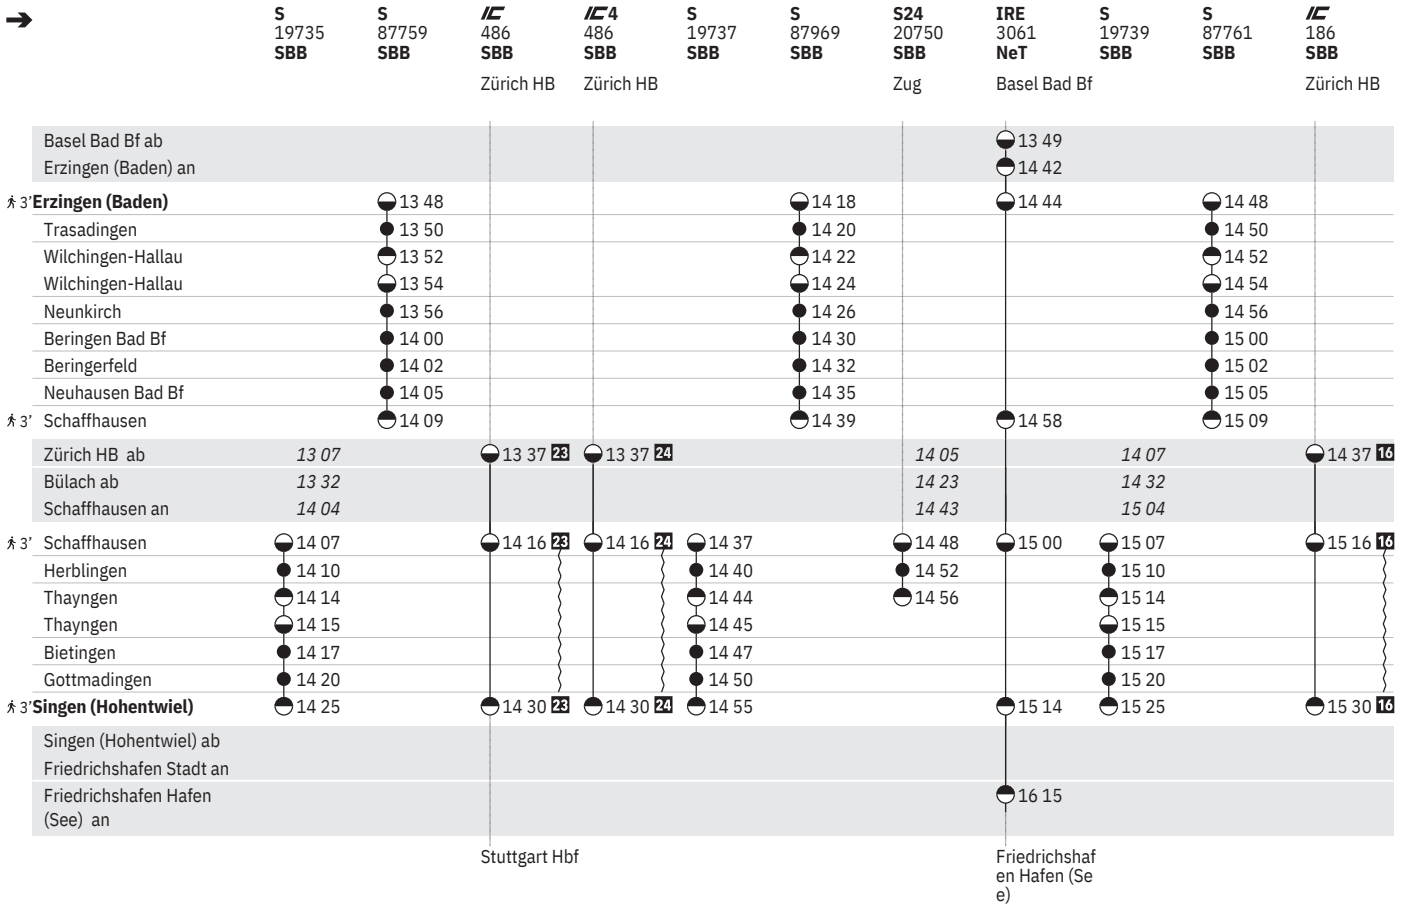 S S IC IC 4 S S S24 IRE S S IC
19735 87759 486 486 19737 87969 20750 3061 19739 87761 186
SBB SBB SBB SBB SBB SBB SBB NeT SBB SBB SBB
Zürich HB Zürich HB Zug Basel Bad Bf Zürich HB
Basel Bad Bf ab 13 49
Erzingen (Baden) an 14 42
3' Erzingen (Baden) 13 48 14 18 14 44 14 48
Trasadingen 13 50 14 20 14 50
Wilchingen-Hallau 13 52 14 22 14 52
Wilchingen-Hallau 13 54 14 24 14 54
Neunkirch 13 56 14 26 14 56
Beringen Bad Bf 14 00 14 30 15 00
Beringerfeld 14 02 14 32 15 02
Neuhausen Bad Bf 14 05 14 35 15 05
3' Schaffhausen 14 09 14 39 14 58 15 09
Zürich HB ab 13 07 13 37 23 13 37 24 14 05 14 07 14 37 16
Bülach ab 13 32 14 23 14 32
Schaffhausen an 14 04 14 43 15 04
3' Schaffhausen 14 07 14 16 23 14 16 24 14 37 14 48 15 00 15 07 15 16 16
Herblingen 14 10 14 40 14 52 15 10
Thayngen 14 14 14 44 14 56 15 14
Thayngen 14 15 14 45 15 15
Bietingen 14 17 14 47 15 17
Gottmadingen 14 20 14 50 15 20
3' Singen (Hohentwiel) 14 25 14 30 23 14 30 24 14 55 15 14 15 25 15 30 16
Singen (Hohentwiel) ab
Friedrichshafen Stadt an
Friedrichshafen Hafen 16 15
(See) an
Stuttgart Hbf Friedrichshaf
en Hafen (Se
e)